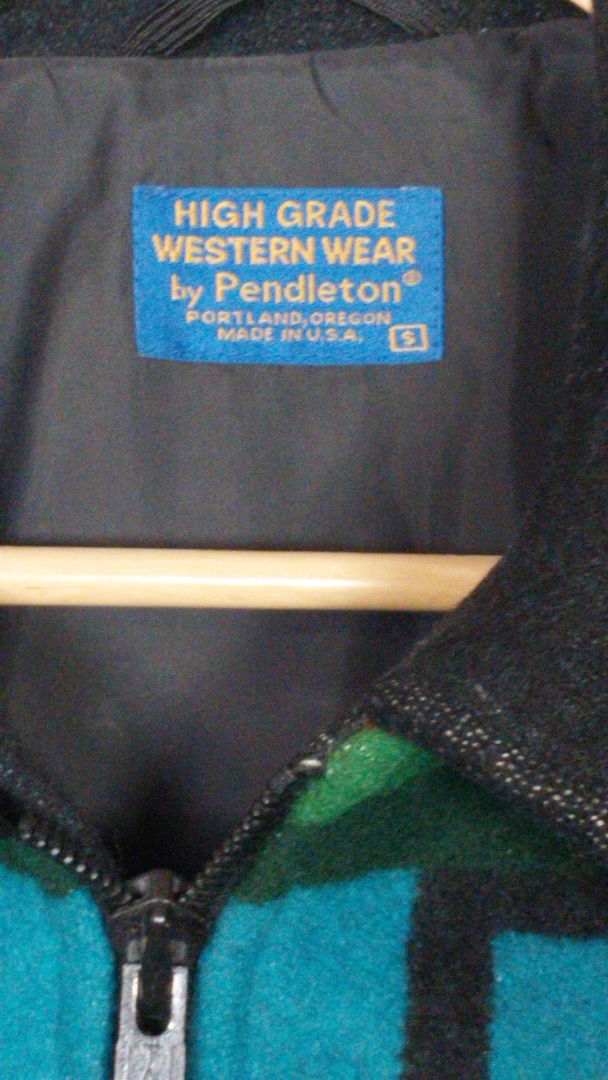 HIGH GRADE
WESTERN WEAR
by Pendleton®
PORTLAND, OREGON
MADE IN U.S.A.
S